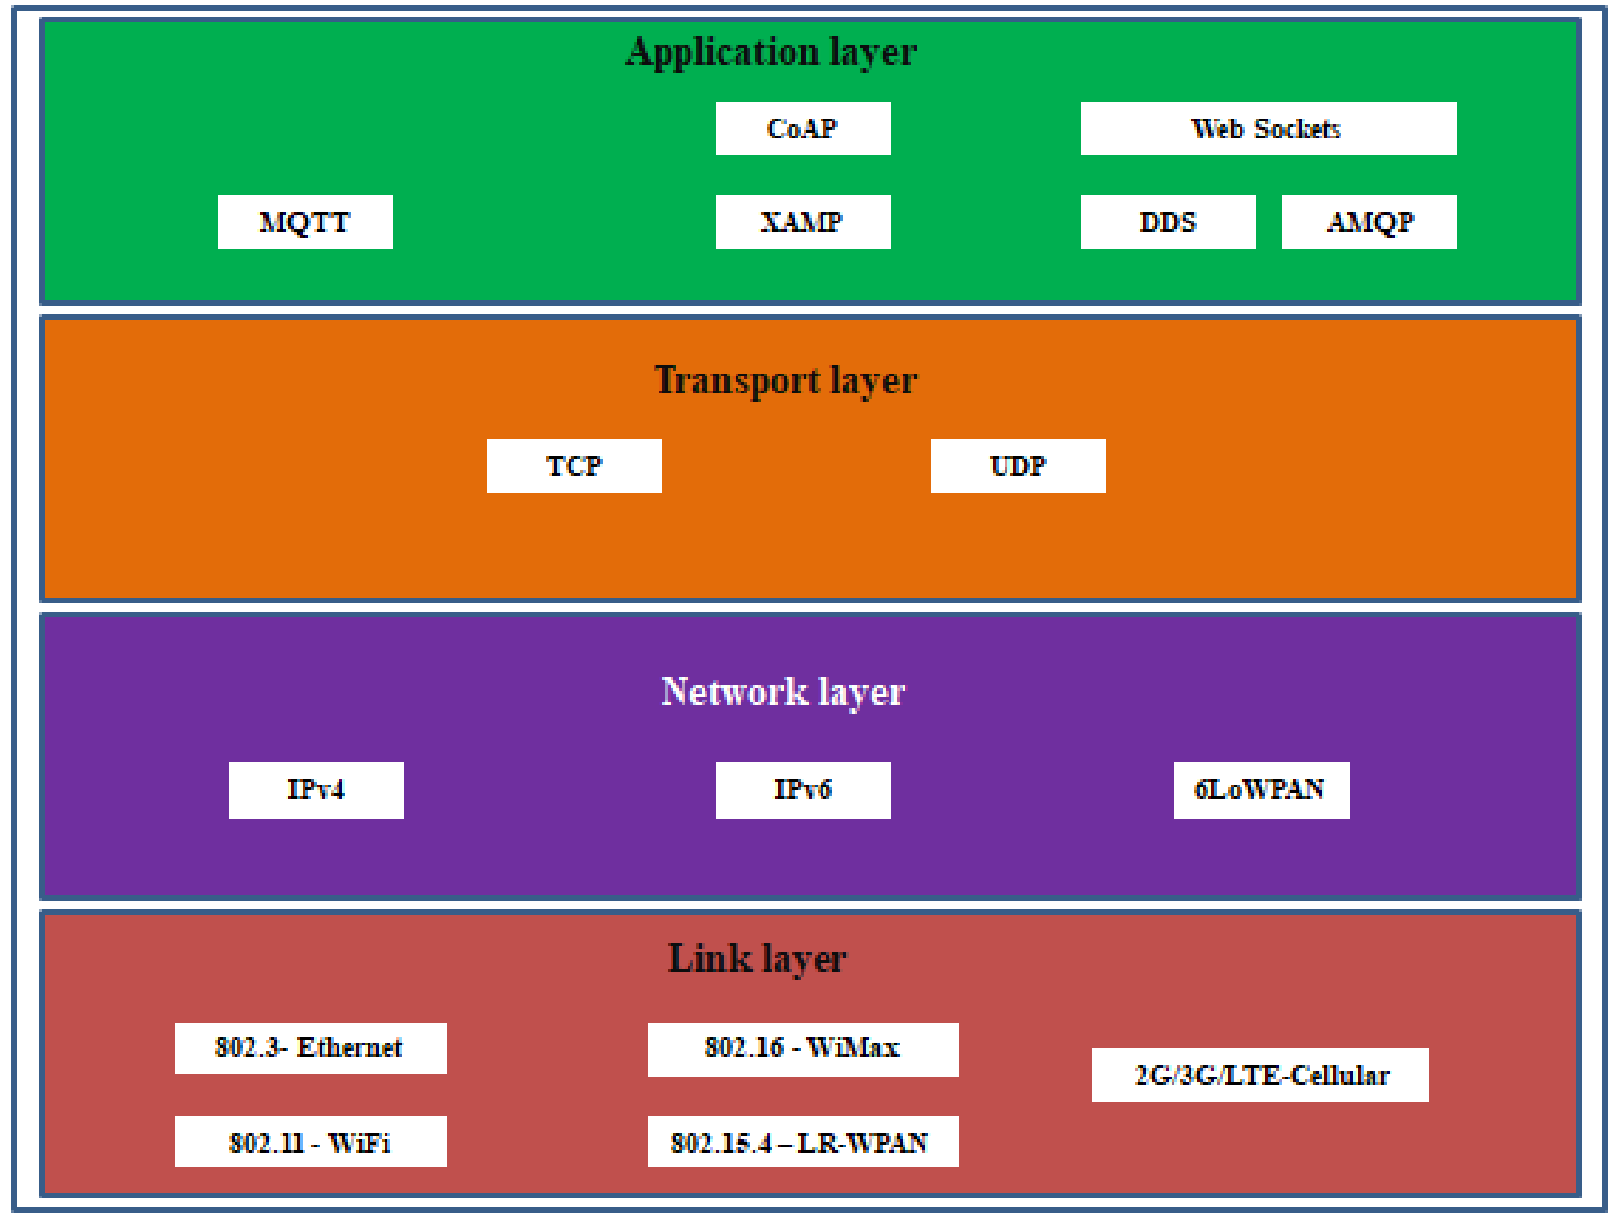 Application layer
CoAP
Web Sockets
MQTT
XAMP
DDS
AMQP
Transport layer
TCP
UDP
Network layer
IPv4
IPv6
6LoWPAN
Link layer
802.3- Ethernet
802.16 - WiMax
2G/3G/LTE-Cellular
802.11 - WiFi
802.15.4 – LR-WPAN